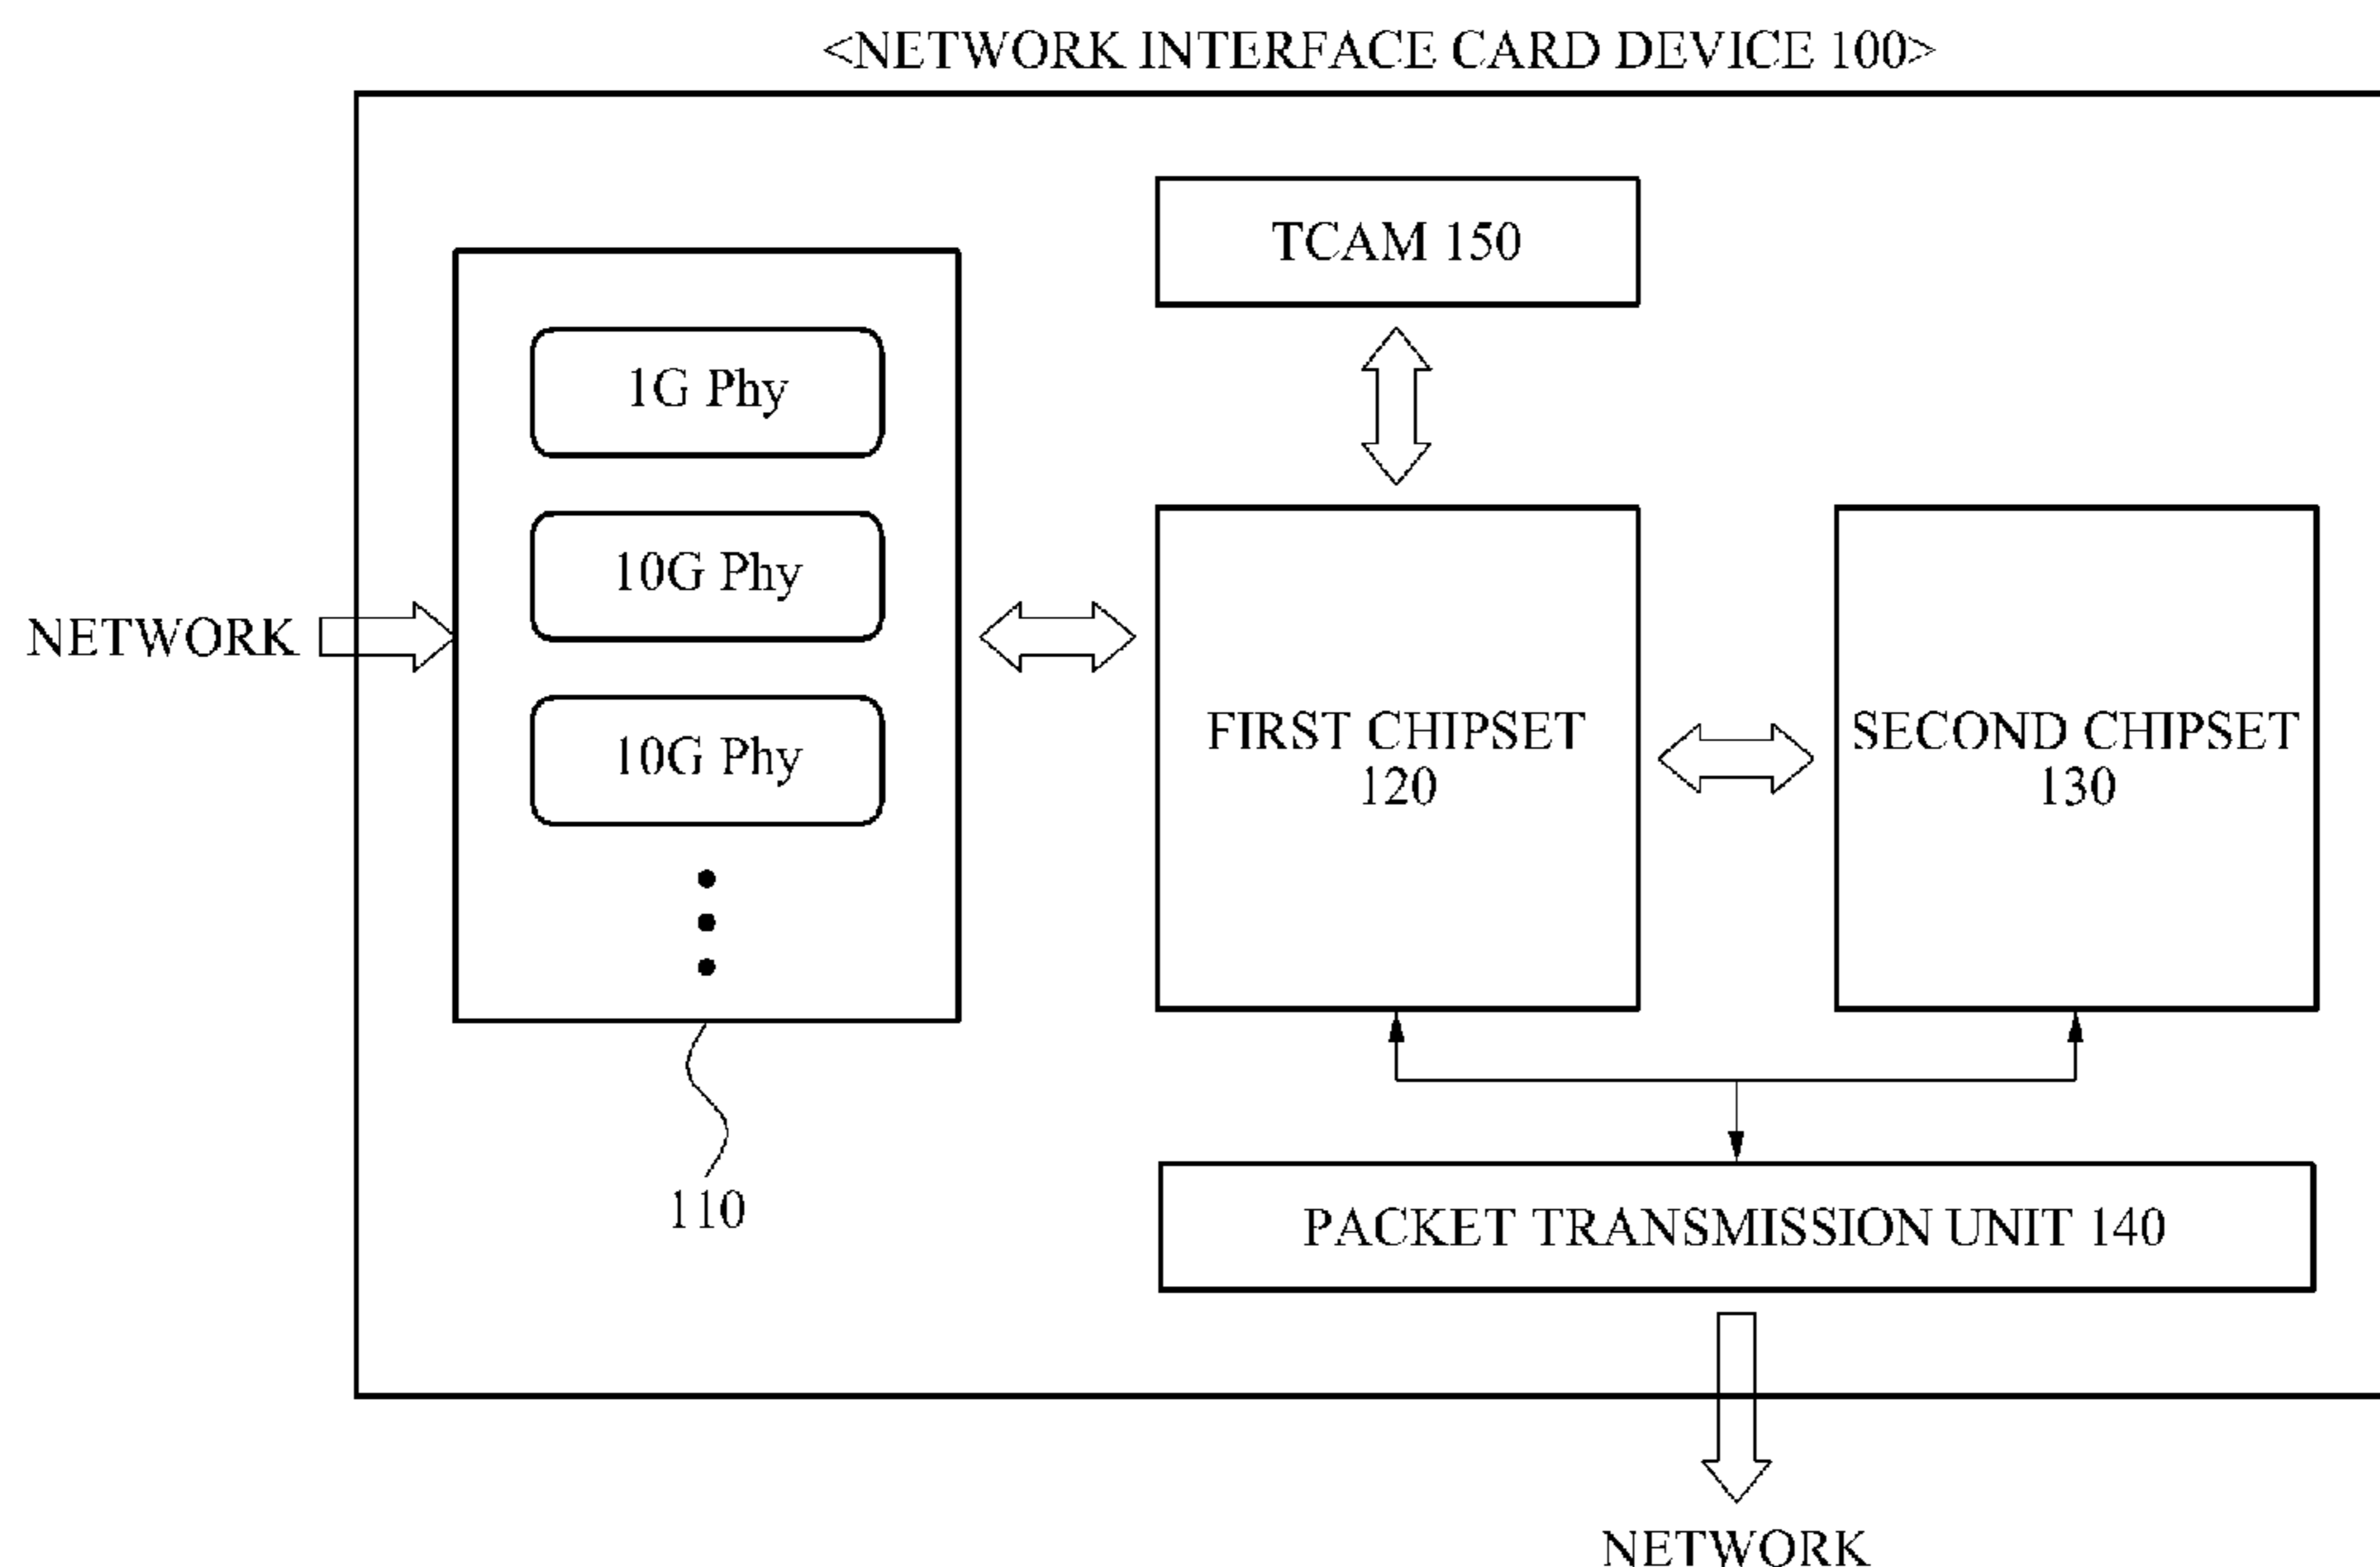 <NETWORK INTERFACE CARD DEVICE 100>
TCAM 150
1G Phy
10G Phy
NETWORK
10G Phy
FIRST CHIPSET
120
SECOND CHIPSET
130
110
PACKET TRANSMISSION UNIT 140
NETWORK